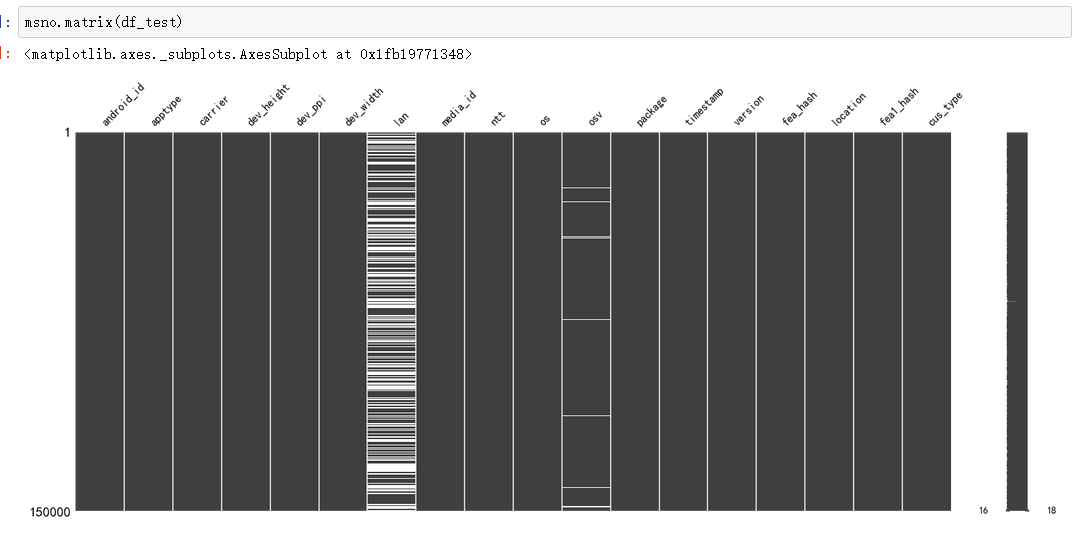 ]: msno.matrix(df_test)
]: <matplotlib.axes._subplots.AxesSubplot at 0x1fb19771348>
android_id apptype carrier dev_height dev_ppi dev_width lan media_id ntt os osv package timestamp version fea_hash location fea1_hash cus_type
1
150000
16 18